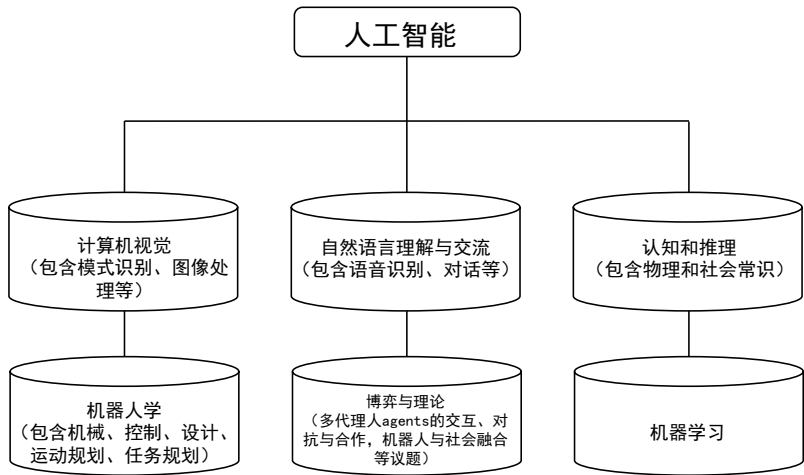 人工智能
计算机视觉
（包含模式识别、图像处
理等）
自然语言理解与交流
（包含语音识别、对话等）
认知和推理
（包含物理和社会常识）
机器人学
（包含机械、控制、设计、
运动规划、任务规划）
博弈与理论
（多代理人agents的交互、对
抗与合作，机器人与社会融合
等议题）
机器学习